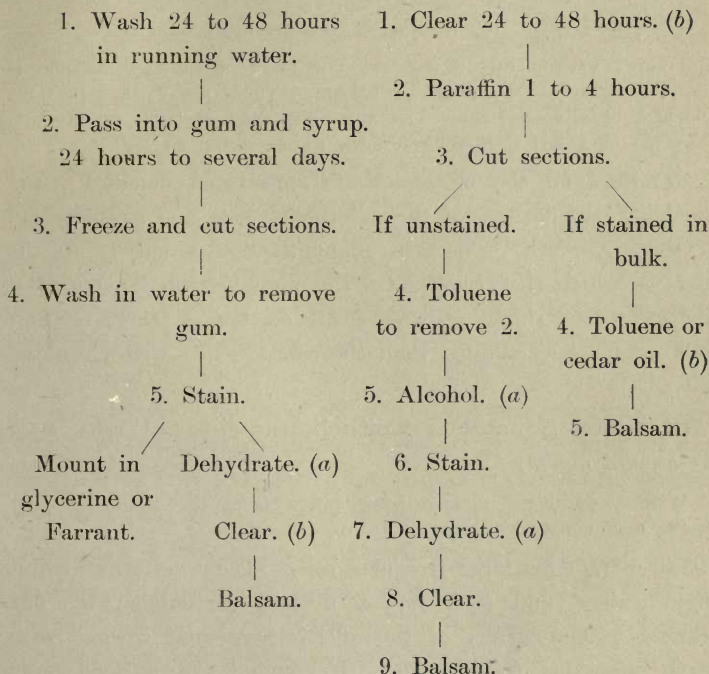 1. Wash 24 to 48 hours
in running water.
2. Pass into gum and syrup.
24 hours to several days.
3. Freeze and cut sections.
4. Wash in water to remove
gum.
5. Stain.
Mount in
glycerine or
Farrant.
Dehydrate. (a)
Clear. (b)
Balsam.
1. Clear 24 to 48 hours. (b)
2. Paraffin 1 to 4 hours.
3. Cut sections.
If unstained.
4. Toluene
to remove 2.
5. Alcohol. (a)
6. Stain.
7. Dehydrate. (a)
8. Clear.
9. Balsam.
If stained in
bulk.
4. Toluene or
cedar oil. (b)
5. Balsam.